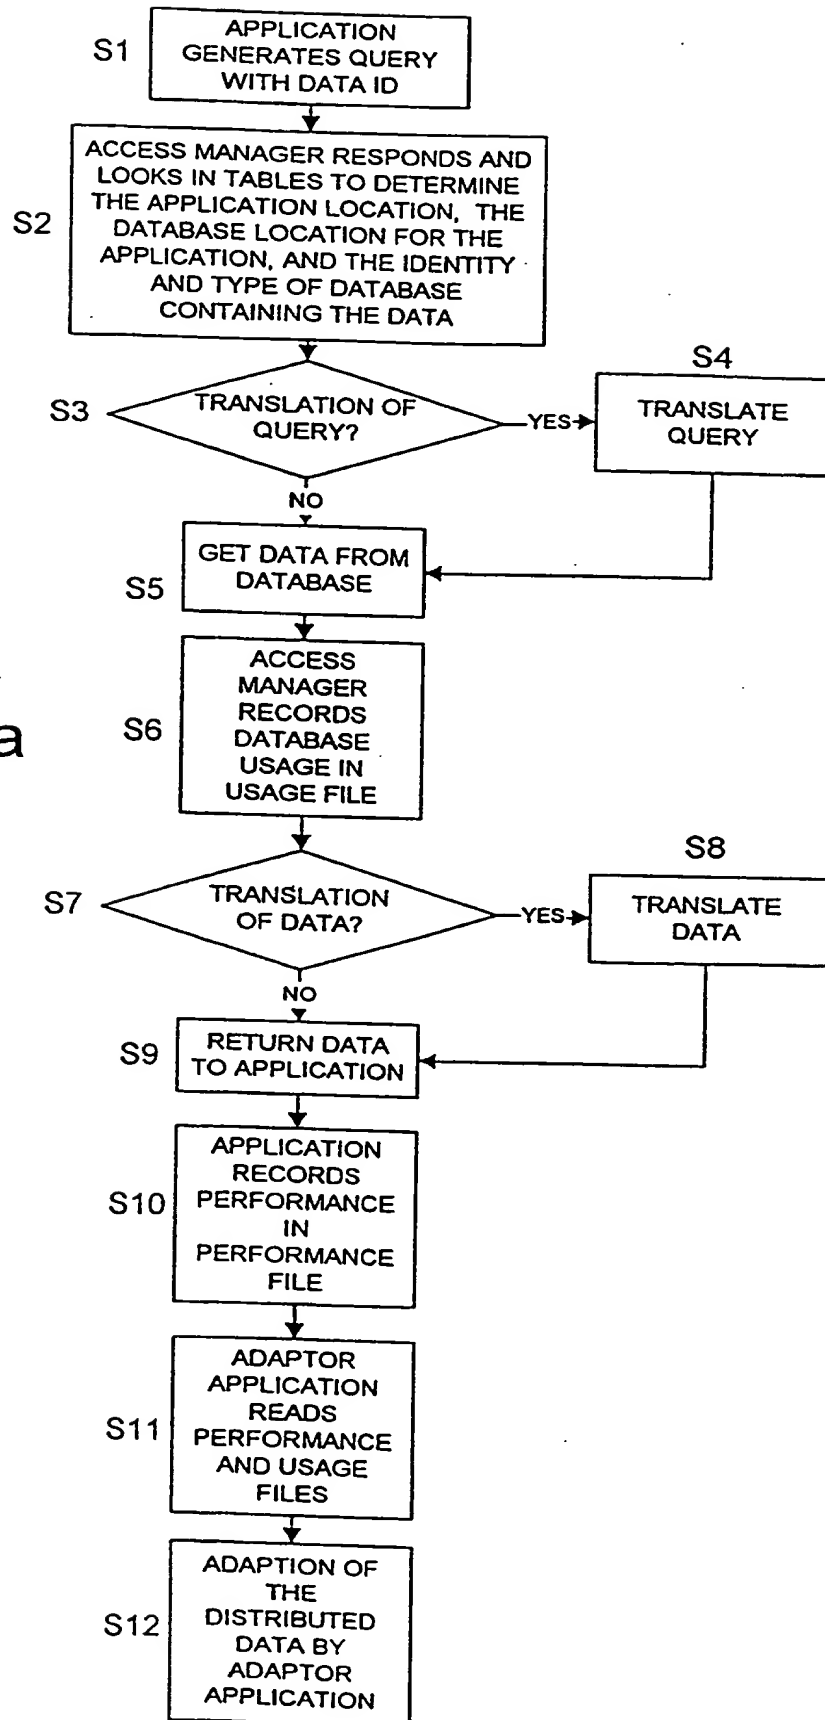 S1
APPLICATION
GENERATES QUERY
WITH DATA ID
S2
ACCESS MANAGER RESPONDS AND
LOOKS IN TABLES TO DETERMINE
THE APPLICATION LOCATION, THE
DATABASE LOCATION FOR THE
APPLICATION, AND THE IDENTITY
AND TYPE OF DATABASE
CONTAINING THE DATA
S3
TRANSLATION OF
QUERY?
YES
S4
TRANSLATE
QUERY
NO
S5
GET DATA FROM
DATABASE
a
S6
ACCESS
MANAGER
RECORDS
DATABASE
USAGE IN
USAGE FILE
S7
TRANSLATION
OF DATA?
YES
S8
TRANSLATE
DATA
NO
S9
RETURN DATA
TO APPLICATION
S10
APPLICATION
RECORDS
PERFORMANCE
IN
PERFORMANCE
FILE
S11
ADAPTOR
APPLICATION
READS
PERFORMANCE
AND USAGE
FILES
S12
ADAPTION OF
THE
DISTRIBUTED
DATA BY
ADAPTOR
APPLICATION